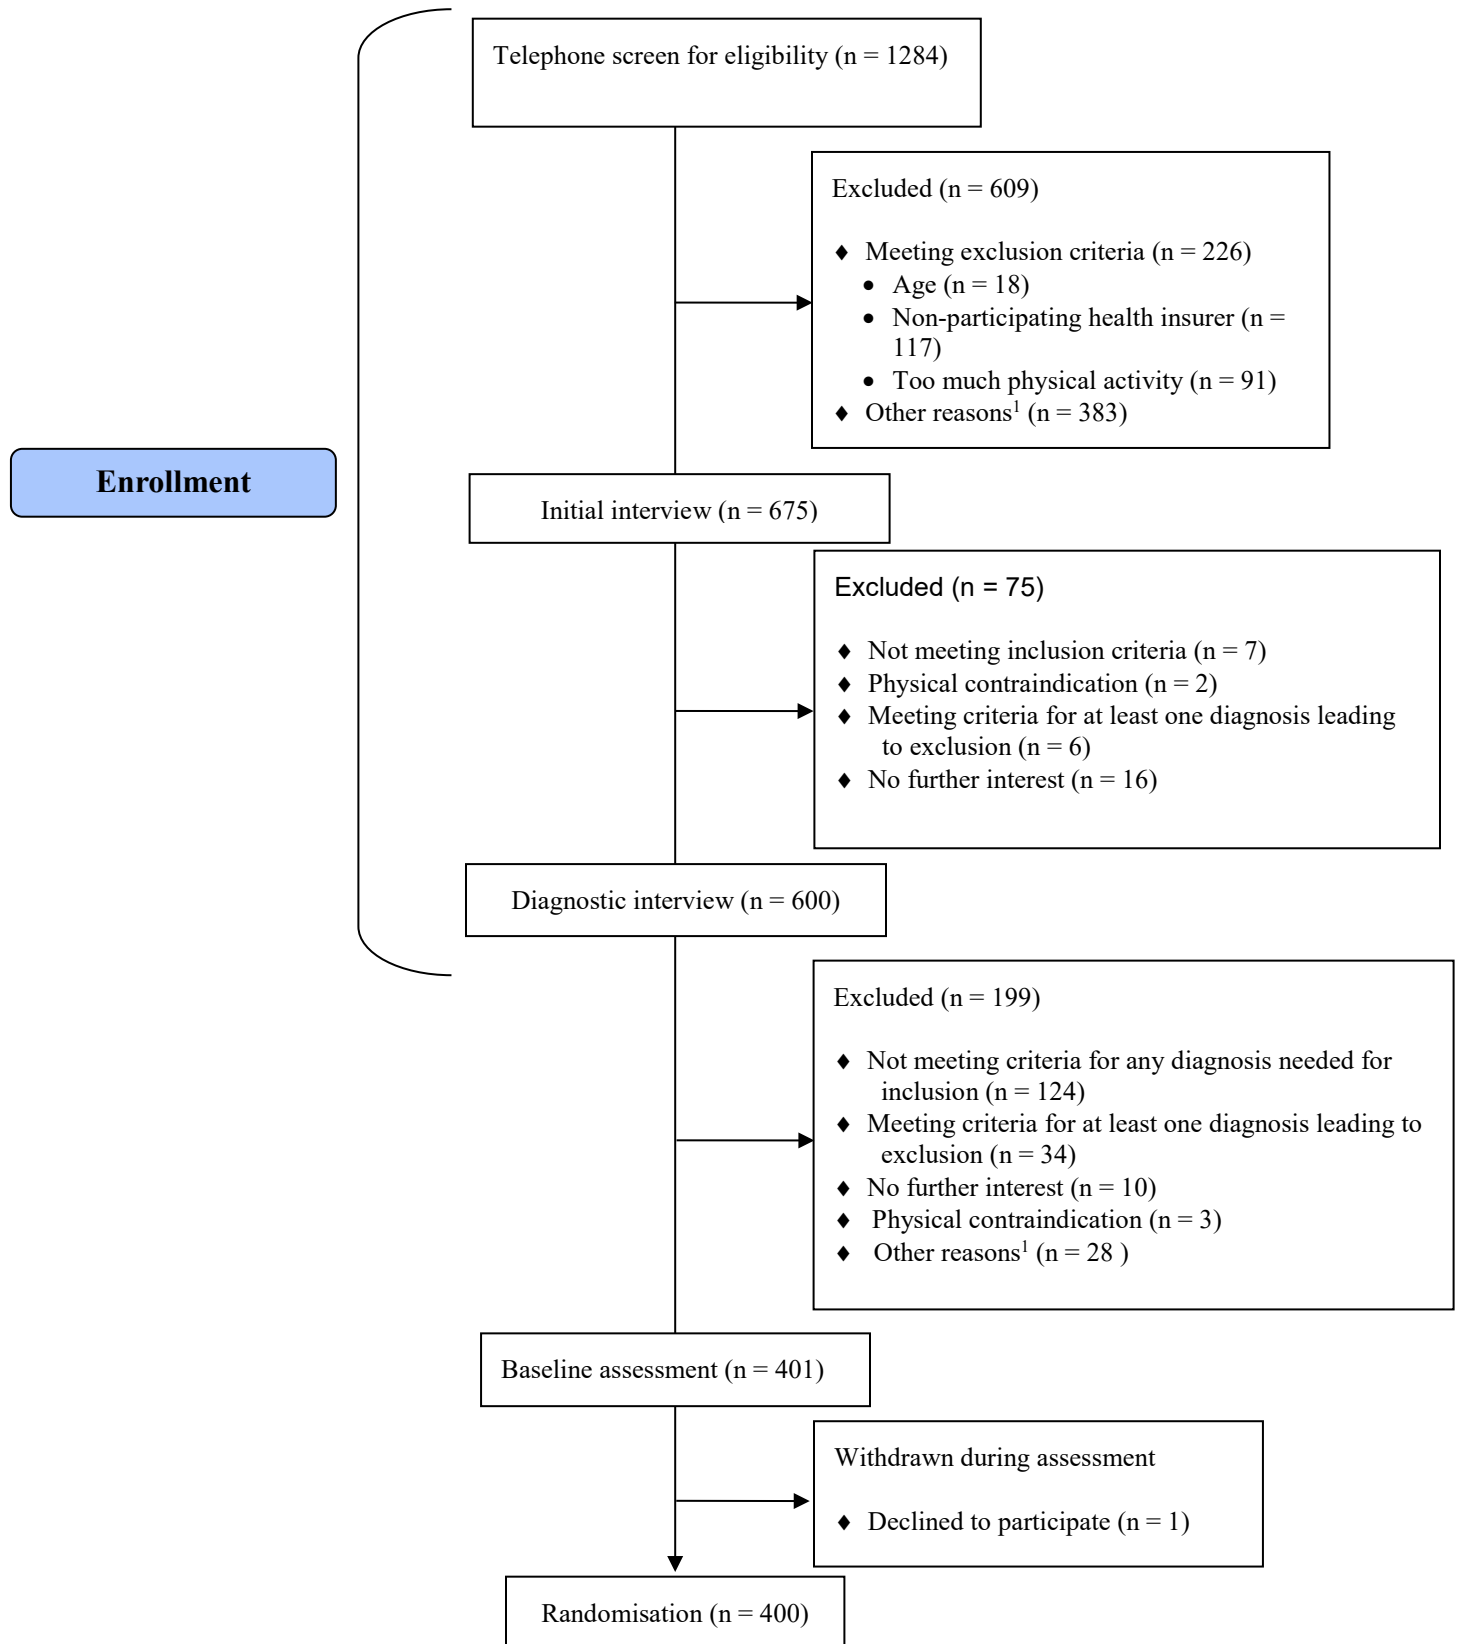 Telephone screen for eligibility (n = 1284)
Excluded (n = 609)
♦ Meeting exclusion criteria (n = 226)
• Age (n = 18)
• Non-participating health insurer (n =
117)
• Too much physical activity (n = 91)
♦ Other reasons¹ (n = 383)
Enrollment
Initial interview (n = 675)
Excluded (n = 75)
♦ Not meeting inclusion criteria (n = 7)
♦ Physical contraindication (n = 2)
♦ Meeting criteria for at least one diagnosis leading
to exclusion (n = 6)
♦ No further interest (n = 16)
Diagnostic interview (n = 600)
Excluded (n = 199)
♦ Not meeting criteria for any diagnosis needed for
inclusion (n = 124)
♦ Meeting criteria for at least one diagnosis leading to
exclusion (n = 34)
♦ No further interest (n = 10)
♦ Physical contraindication (n = 3)
♦ Other reasons¹ (n = 28 )
Baseline assessment (n = 401)
Withdrawn during assessment
♦ Declined to participate (n = 1)
Randomisation (n = 400)